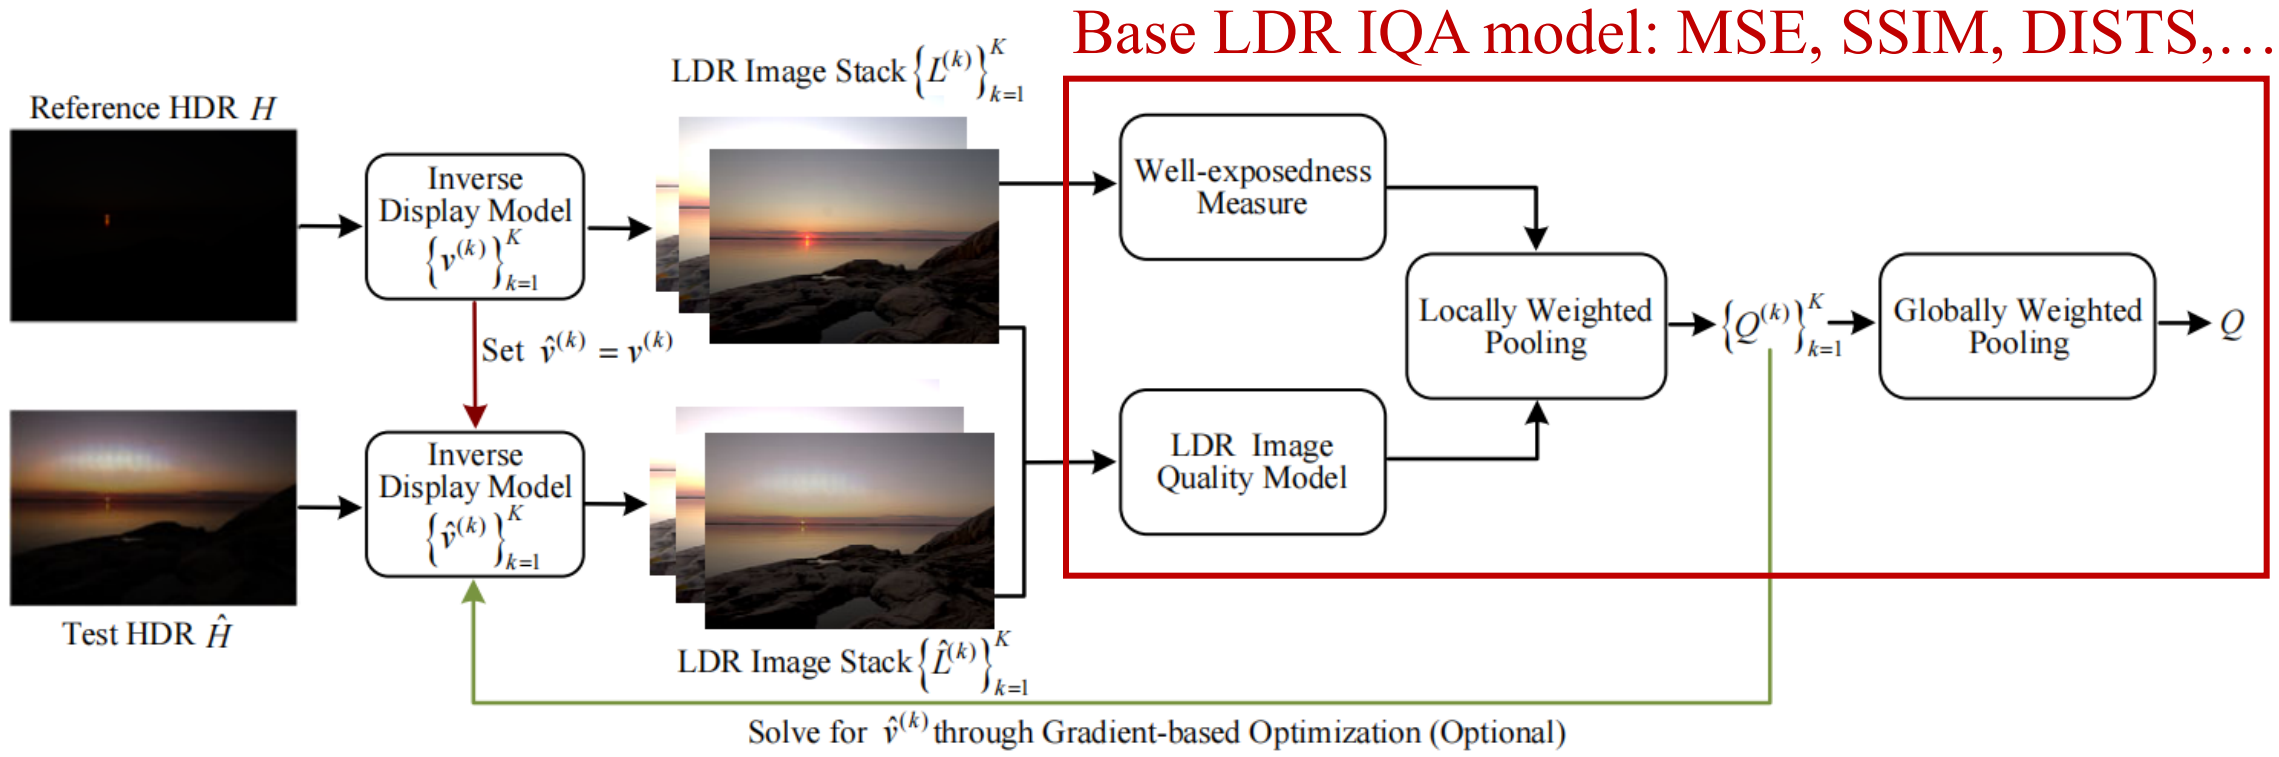 Base LDR IQA model: MSE, SSIM, DISTS,...
LDR Image Stack {L^(k)}_{k=1}^K
Reference HDR H
Inverse
Display Model
{v^(k)}_{k=1}^K
Well-exposedness
Measure
Set v̂^(k) = v^(k)
Locally Weighted
Pooling
{Q^(k)}_{k=1}^K
Globally Weighted
Pooling
Q
Inverse
Display Model
{v̂^(k)}_{k=1}^K
LDR Image
Quality Model
Test HDR Ĥ
LDR Image Stack {L̂^(k)}_{k=1}^K
Solve for v̂^(k) through Gradient-based Optimization (Optional)